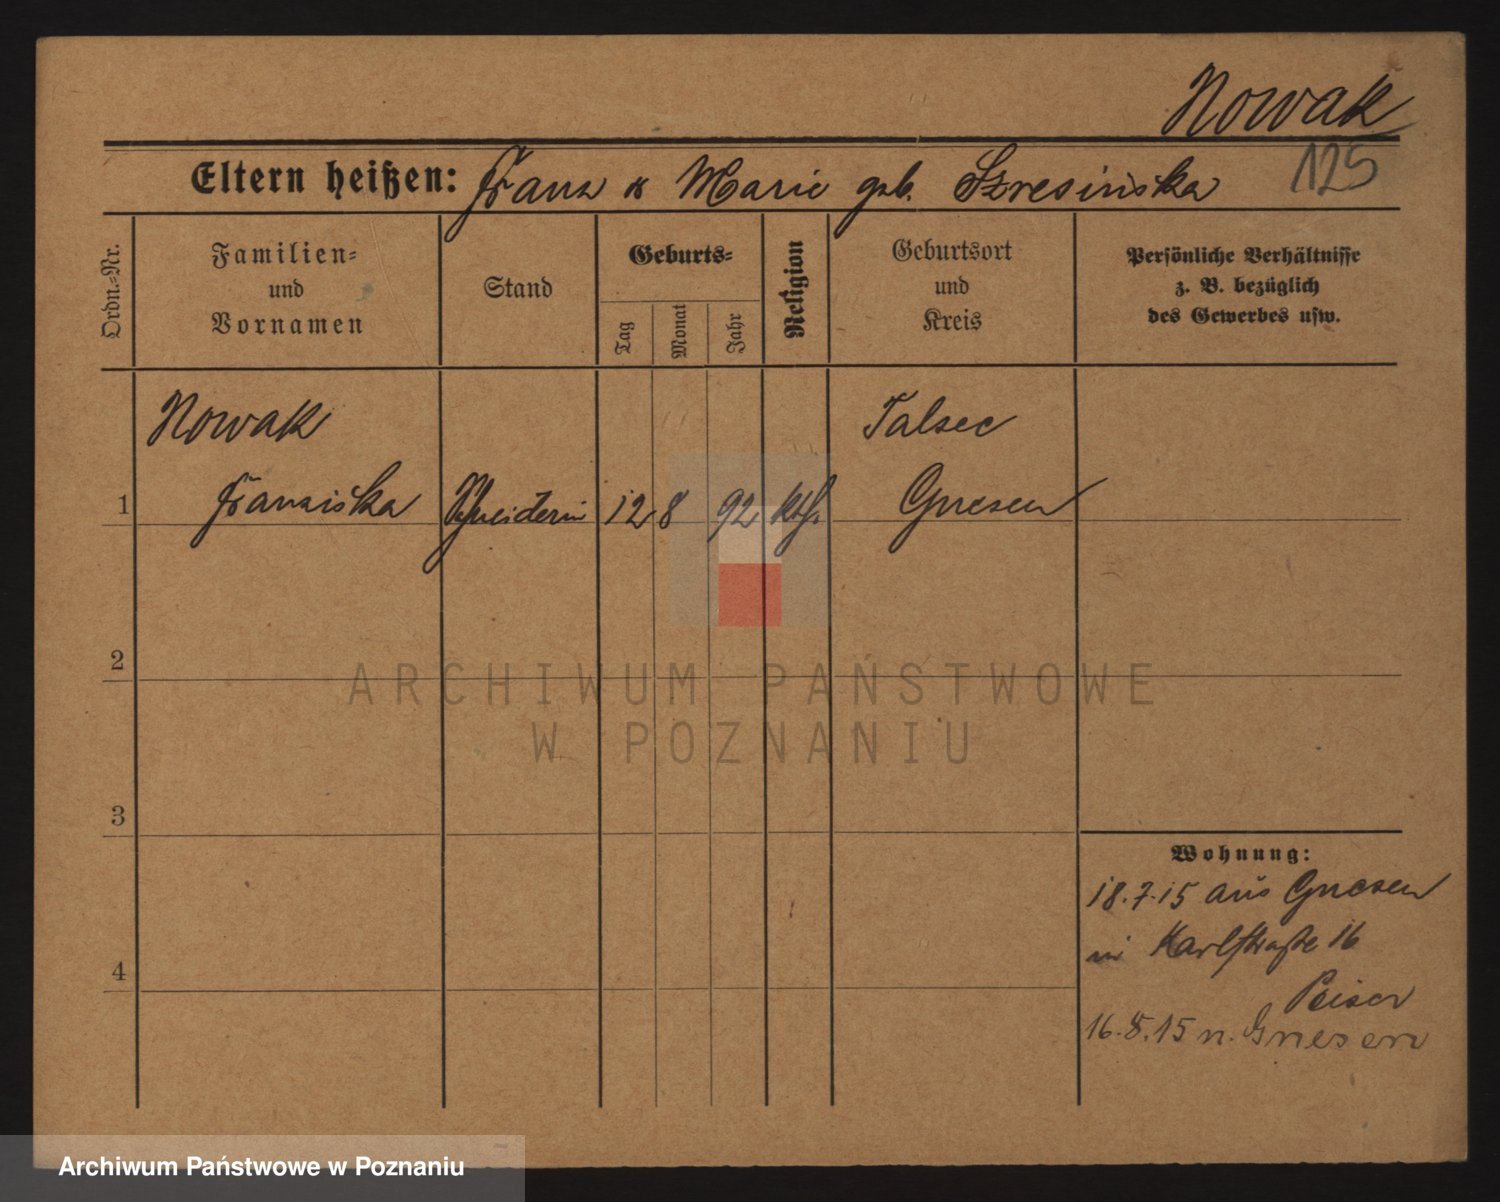 Nowak
125
Eltern heißen: Franz & Marie geb. Szresinska
Ordn.-Nr.
Familien-
und
Vornamen
Stand
Geburts-
Tag
Monat
Jahr
Religion
Geburtsort
und
Kreis
Persönliche Verhältnisse
z. B. bezüglich
des Gewerbes usw.
Nowak
Talsee
1 Franziska Schneiderin 12 8 92 kth. Gnesen
2
3
4
Wohnung:
18.7.15 aus Gnesen
Karlstraße 16
Peiser
16.8.15 n. Gnesen
ARCHIWUM PAŃSTWOWE
W POZNANIU
Archiwum Państwowe w Poznaniu